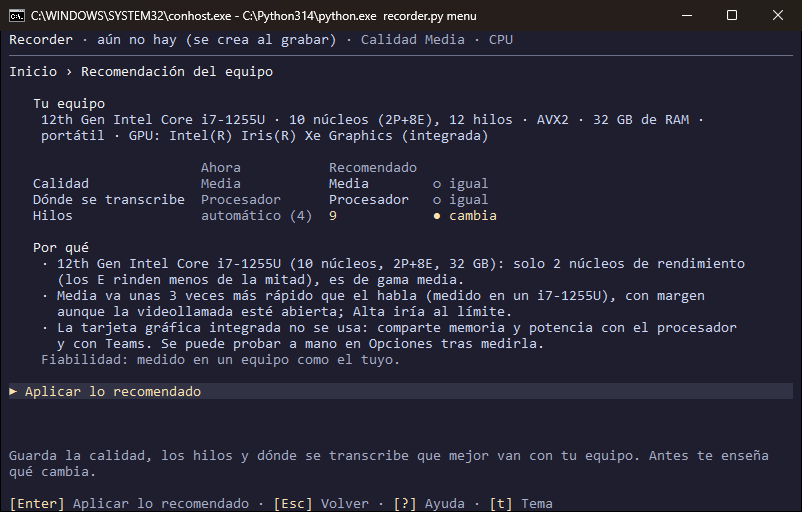 C:\WINDOWS\SYSTEM32\conhost.exe - C:\Python314\python.exe recorder.py menu
Recorder · aún no hay (se crea al grabar) · Calidad Media · CPU
Inicio › Recomendación del equipo
Tu equipo
12th Gen Intel Core i7-1255U · 10 núcleos (2P+8E), 12 hilos · AVX2 · 32 GB de RAM ·
portátil · GPU: Intel(R) Iris(R) Xe Graphics (integrada)
Ahora Recomendado
Calidad Media Media ○ igual
Dónde se transcribe Procesador Procesador ○ igual
Hilos automático (4) 9 ● cambia
Por qué
· 12th Gen Intel Core i7-1255U (10 núcleos, 2P+8E, 32 GB): solo 2 núcleos de rendimiento
(los E rinden menos de la mitad), es de gama media.
· Media va unas 3 veces más rápido que el habla (medido en un i7-1255U), con margen
aunque la videollamada esté abierta; Alta iría al límite.
· La tarjeta gráfica integrada no se usa: comparte memoria y potencia con el procesador
y con Teams. Se puede probar a mano en Opciones tras medirla.
Fiabilidad: medido en un equipo como el tuyo.
► Aplicar lo recomendado
Guarda la calidad, los hilos y dónde se transcribe que mejor van con tu equipo. Antes te enseña
qué cambia.
[Enter] Aplicar lo recomendado · [Esc] Volver · [?] Ayuda · [t] Tema